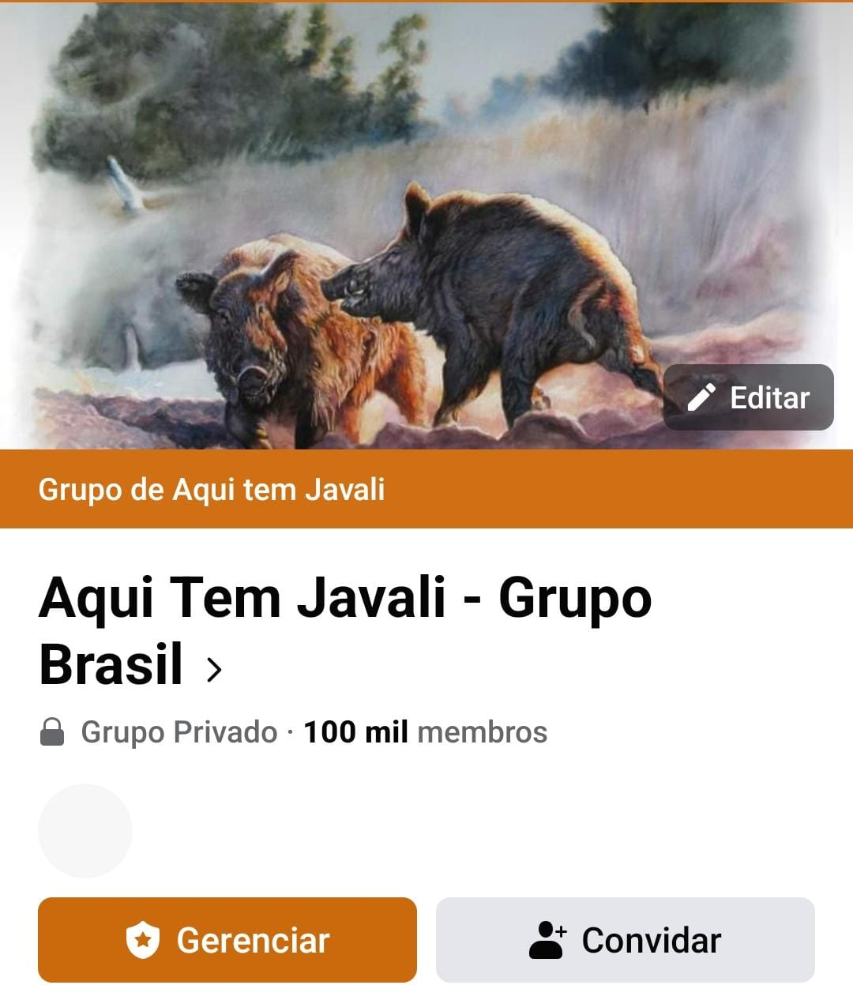 Editar
Grupo de Aqui tem Javali
Aqui Tem Javali - Grupo
Brasil >
Grupo Privado · 100 mil membros
Gerenciar
Convidar